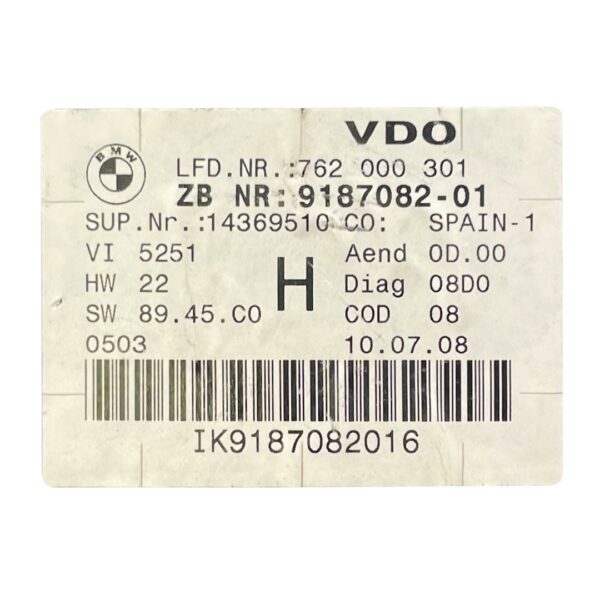 VDO
BMW
LFD.NR.:762 000 301
ZB NR:9187082-01
SUP.Nr.:14369510 CO: SPAIN-1
VI 5251 Aend 0D.00
HW 22 H Diag 08D0
SW 89.45.C0 COD 08
0503 10.07.08
IK9187082016